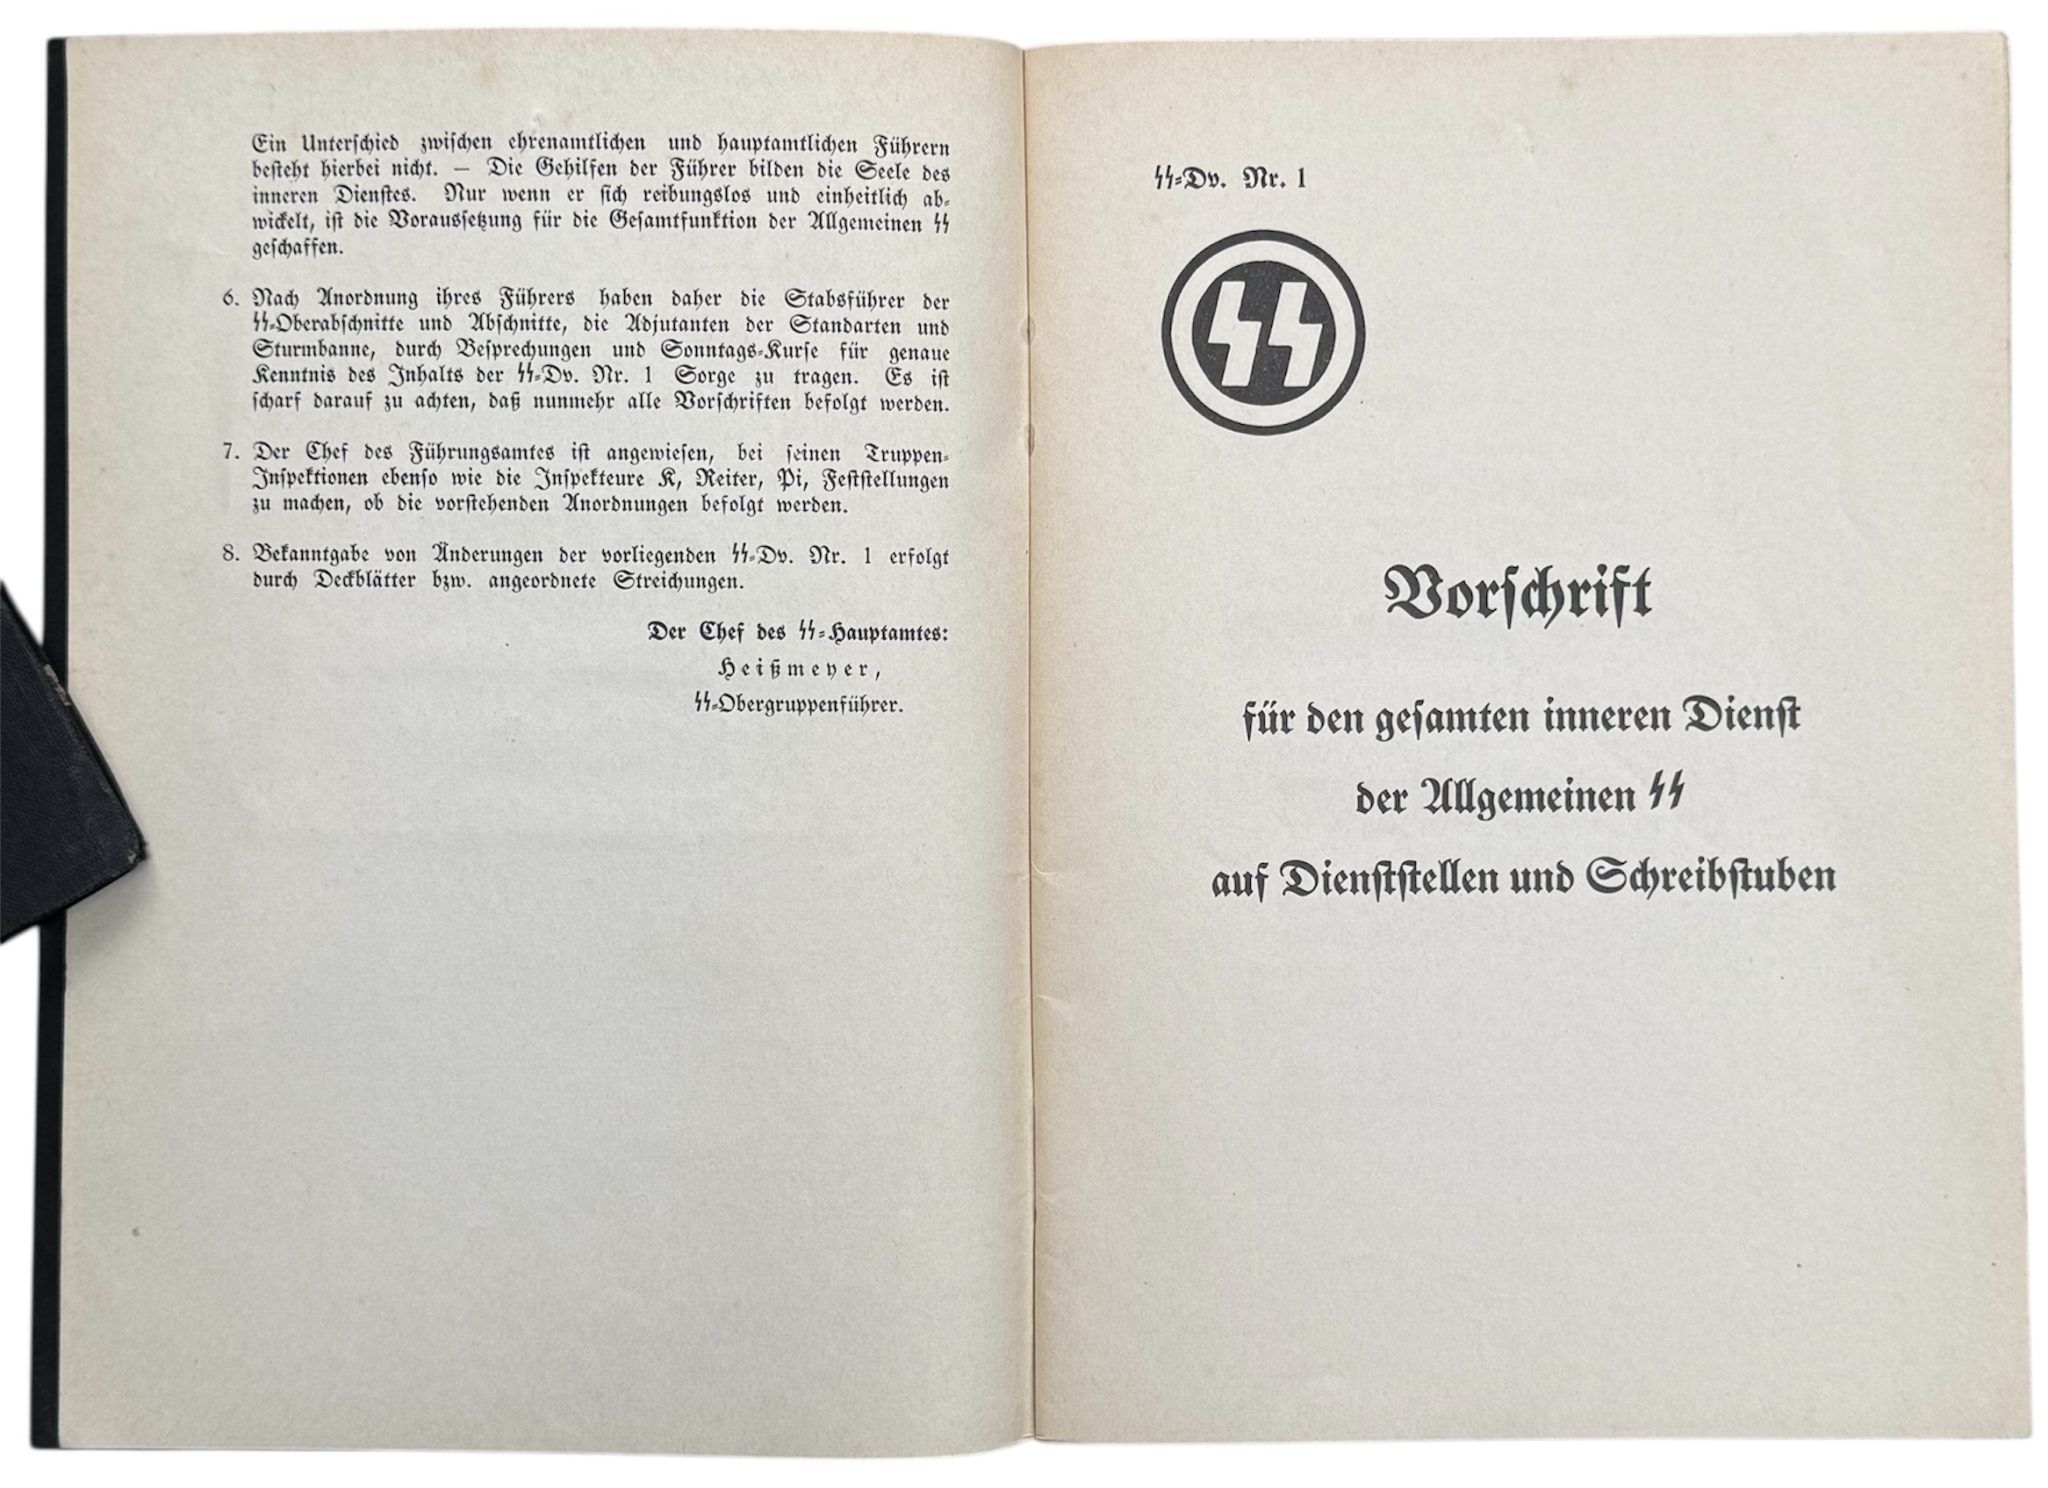 Ein Unterschied zwischen ehrenamtlichen und hauptamtlichen Führern
besteht hierbei nicht. — Die Gehilfen der Führer bilden die Seele des
inneren Dienstes. Nur wenn er sich reibungslos und einheitlich ab-
wickelt, ist die Voraussetzung für die Gesamtfunktion der Allgemeinen SS
geschaffen.
6. Nach Anordnung ihres Führers haben daher die Stabsführer der
SS-Oberabschnitte und Abschnitte, die Adjutanten der Standarten und
Sturmbanne, durch Besprechungen und Sonntags-Kurse für genaue
Kenntnis des Inhalts der SS-Dv. Nr. 1 Sorge zu tragen. Es ist
scharf darauf zu achten, daß nunmehr alle Vorschriften befolgt werden.
7. Der Chef des Führungsamtes ist angewiesen, bei seinen Truppen-
Inspektionen ebenso wie die Inspekteure K, Reiter, Pi, Feststellungen
zu machen, ob die vorstehenden Anordnungen befolgt werden.
8. Bekanntgabe von Änderungen der vorliegenden SS-Dv. Nr. 1 erfolgt
durch Deckblätter bzw. angeordnete Streichungen.
Der Chef des SS-Hauptamtes:
Heißmeyer,
SS-Obergruppenführer.
SS-Dv. Nr. 1
SS
Vorschrift
für den gesamten inneren Dienst
der Allgemeinen SS
auf Dienststellen und Schreibstuben